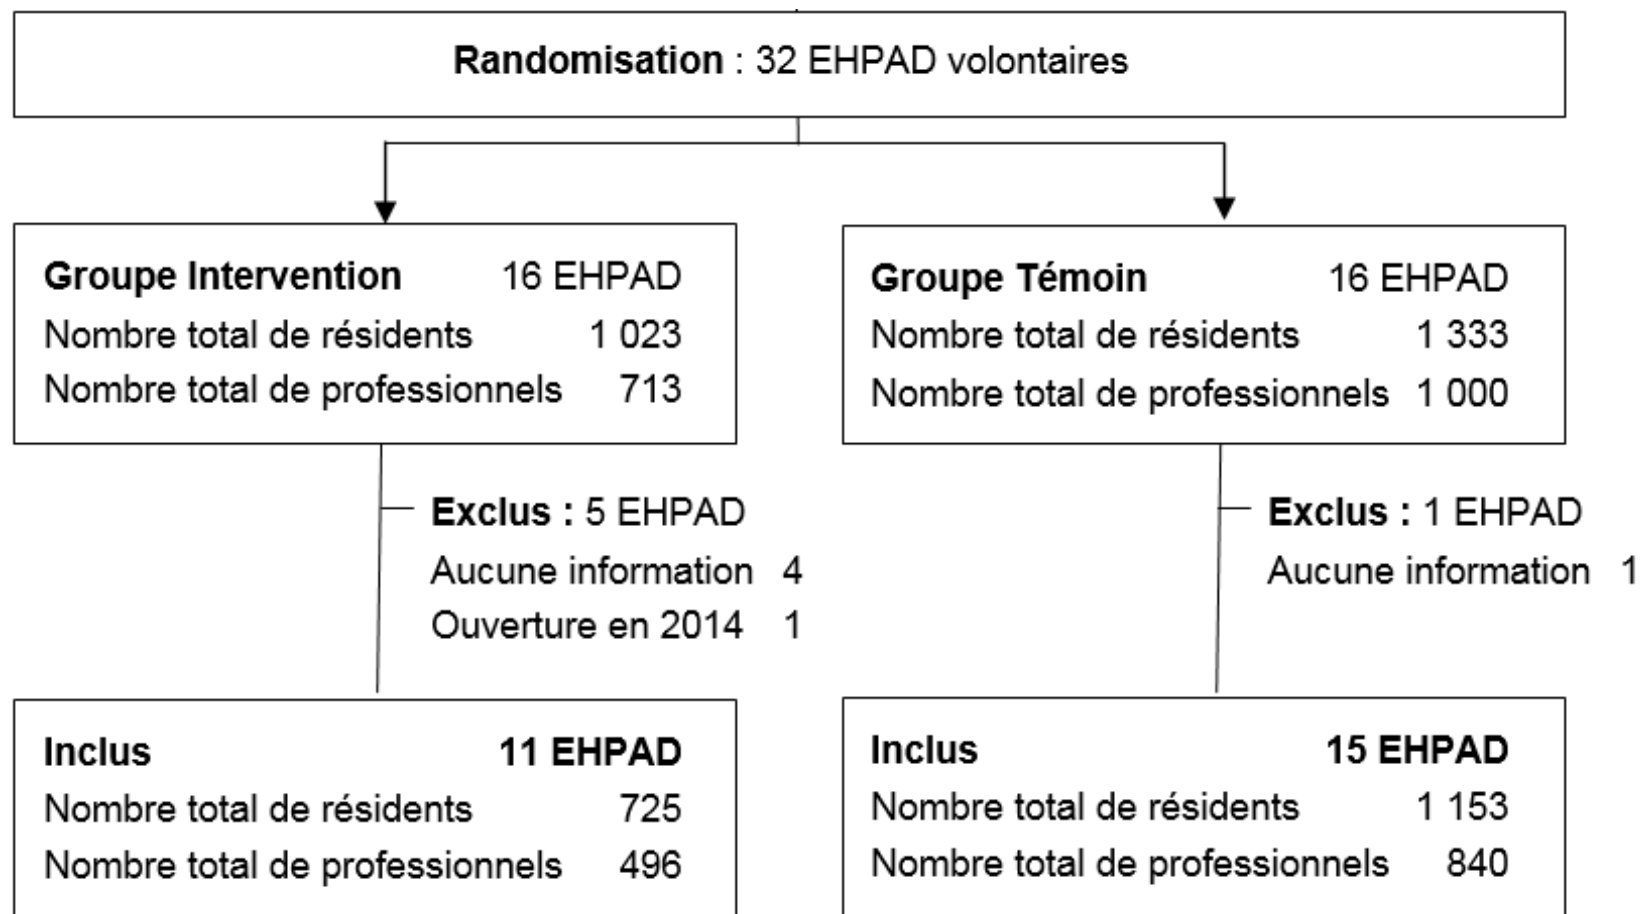 Randomisation : 32 EHPAD volontaires
Groupe Intervention 16 EHPAD
Nombre total de résidents 1 023
Nombre total de professionnels 713
Groupe Témoin 16 EHPAD
Nombre total de résidents 1 333
Nombre total de professionnels 1 000
Exclus : 5 EHPAD
Aucune information 4
Ouverture en 2014 1
Exclus : 1 EHPAD
Aucune information 1
Inclus 11 EHPAD
Nombre total de résidents 725
Nombre total de professionnels 496
Inclus 15 EHPAD
Nombre total de résidents 1 153
Nombre total de professionnels 840